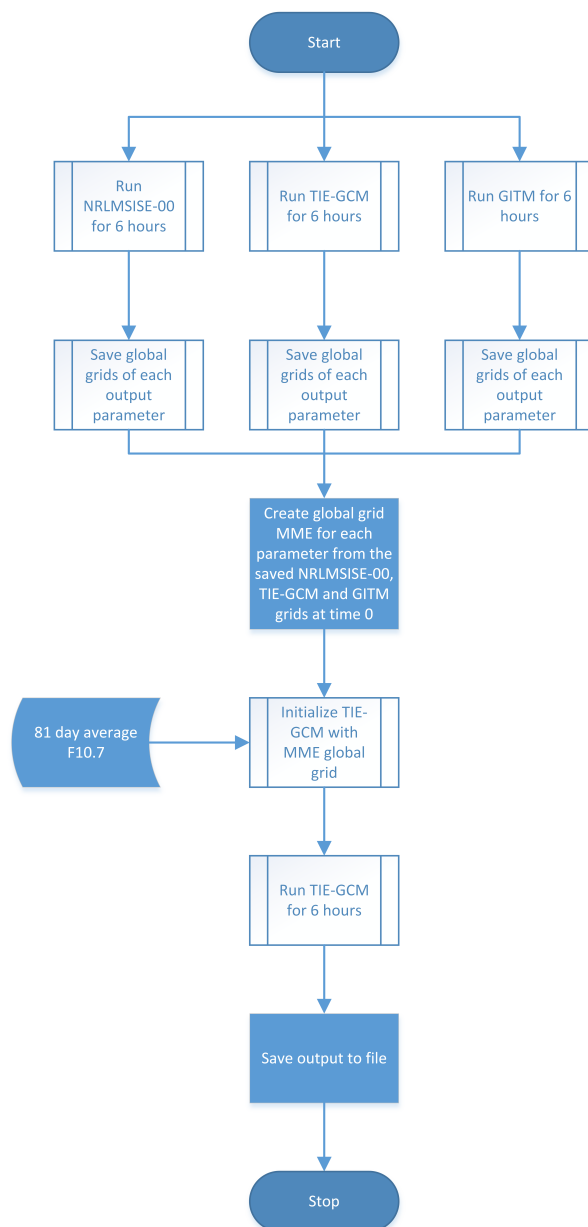 Start
Run
NRLMSISE-00
for 6 hours
Run TIE-GCM
for 6 hours
Run GITM for 6
hours
Save global
grids of each
output
parameter
Save global
grids of each
output
parameter
Save global
grids of each
output
parameter
Create global grid
MME for each
parameter from the
saved NRLMSISE-00,
TIE-GCM and GITM
grids at time 0
81 day average
F10.7
Initialize TIE-
GCM with
MME global
grid
Run TIE-GCM
for 6 hours
Save output to file
Stop